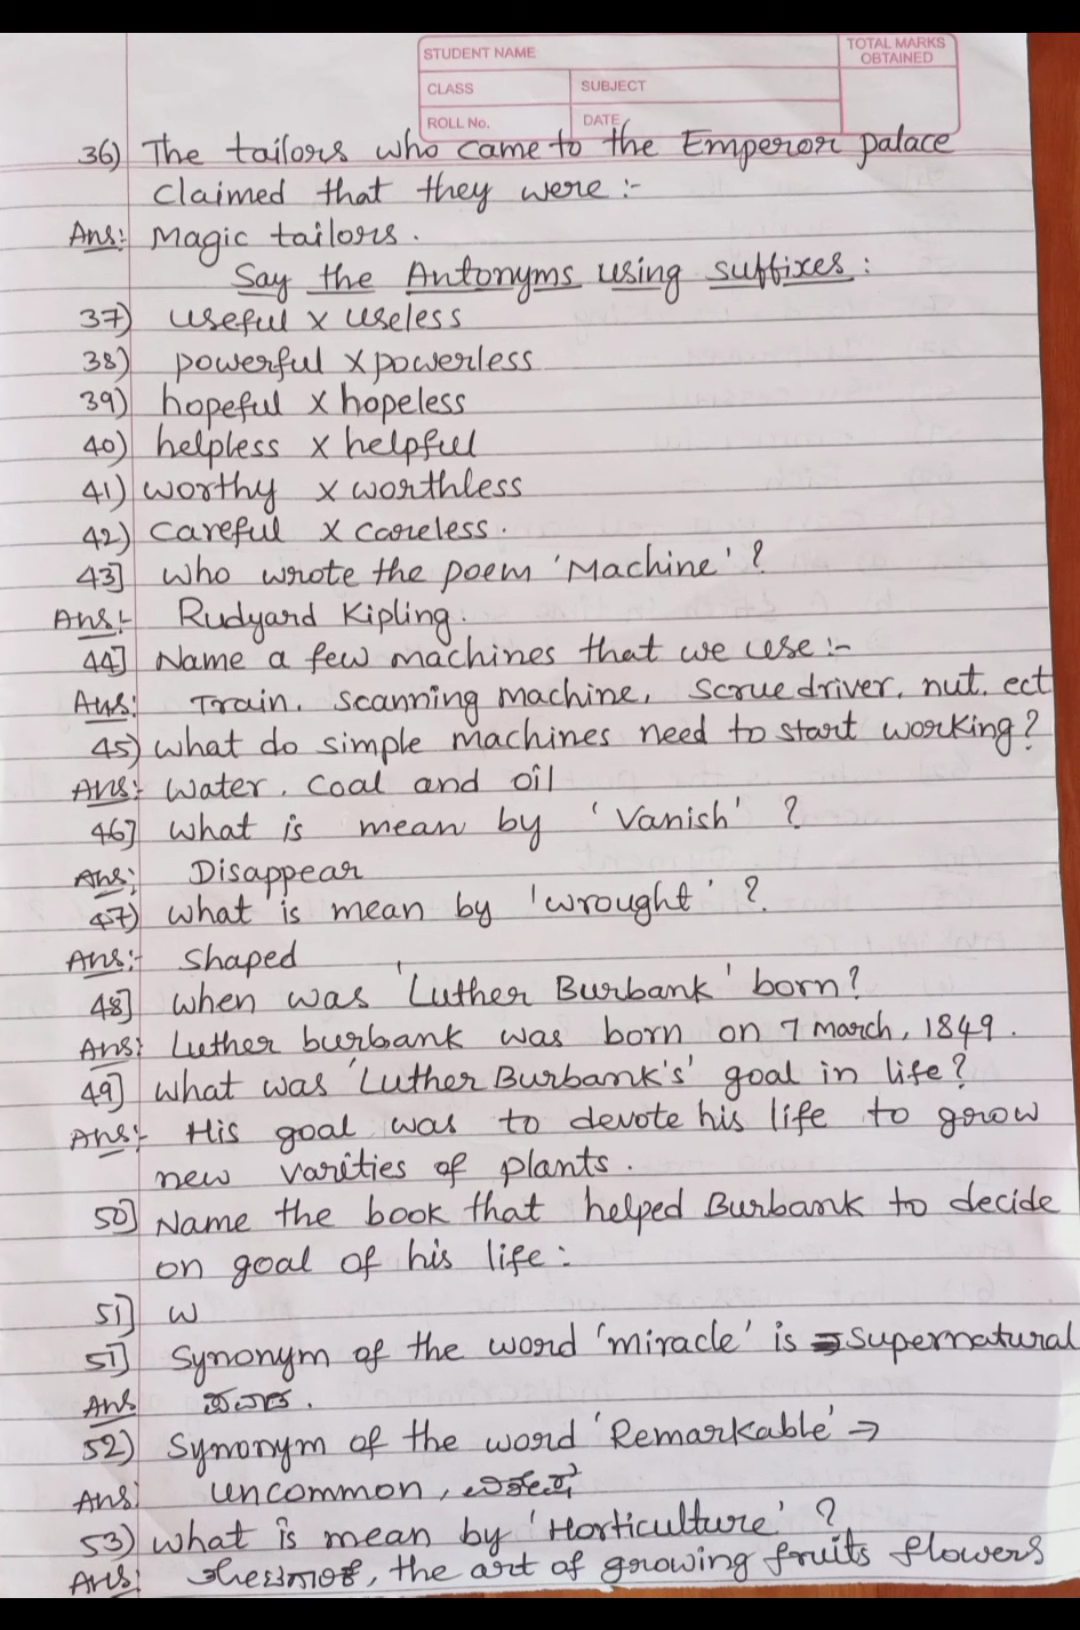 STUDENT NAME
TOTAL MARKS OBTAINED
CLASS
SUBJECT
ROLL No.
DATE
36) The tailors who came to the Emperor palace
claimed that they were :-
Ans: Magic tailors.
Say the Antonyms using suffixes :
37) useful x useless
38) powerful x powerless
39) hopeful x hopeless
40) helpless x helpful
41) worthy x worthless
42) Careful x Careless.
43] Who wrote the poem 'Machine' ?
Ans:- Rudyard Kipling.
44] Name a few machines that we use :-
Ans: Train, scanning machine, scrue driver, nut. ect
45) what do simple machines need to start working?
Ans: Water, coal and oil
46] what is mean by 'Vanish' ?
Ans: Disappear
47) what is mean by 'wrought' ?
Ans:- Shaped
48] when was 'Luther Burbank' born?
Ans: Luther burbank was born on 7 march, 1849.
49] what was 'Luther Burbank's' goal in life?
Ans:- His goal was to devote his life to grow
new varities of plants.
50] Name the book that helped Burbank to decide
on goal of his life :
51] w
51] Synonym of the word 'miracle' is → Supernatural
Ans ಪವಾಡ.
52) Synonym of the word 'Remarkable' →
Ans: uncommon,
53) what is mean by 'Horticulture' ?
Ans: ತೋಟಗಾರಿಕೆ, the art of growing fruits flowers